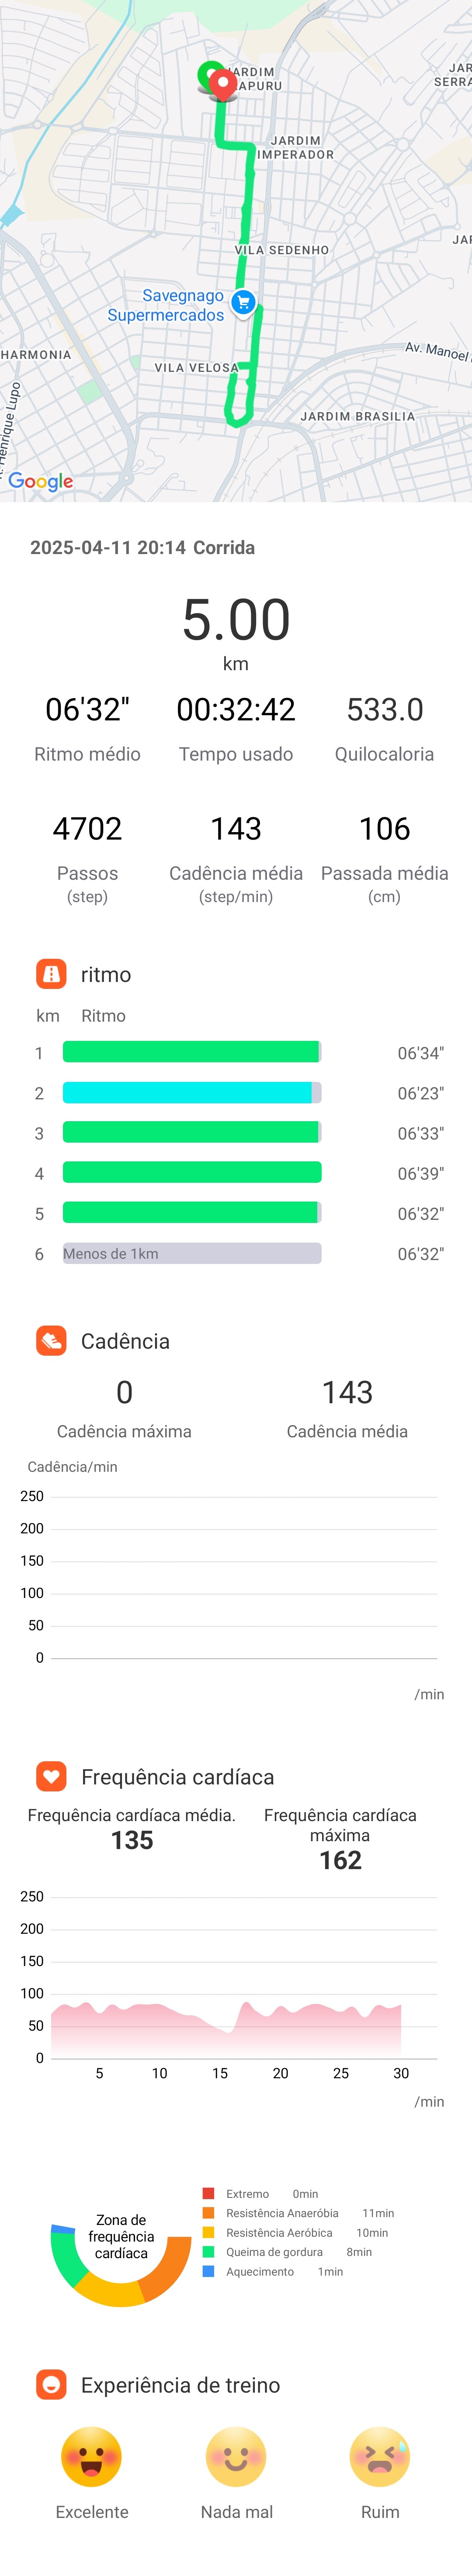 JARDIM
APURU
JAR
SERRA
JARDIM
IMPERADOR
VILA SEDENHO
JAR
Savegnago
Supermercados
HARMONIA
Av. Manoel
VILA VELOSA
JARDIM BRASILIA
. Henrique Lupo
Google
2025-04-11 20:14 Corrida
5.00
km
06'32" 00:32:42 533.0
Ritmo médio Tempo usado Quilocaloria
4702 143 106
Passos Cadência média Passada média
(step) (step/min) (cm)
ritmo
km Ritmo
1 06'34"
2 06'23"
3 06'33"
4 06'39"
5 06'32"
6 Menos de 1km 06'32"
Cadência
0 143
Cadência máxima Cadência média
Cadência/min
250
200
150
100
50
0
/min
Frequência cardíaca
Frequência cardíaca média. Frequência cardíaca
máxima
135
162
250
200
150
100
50
0
5 10 15 20 25 30
/min
Zona de
frequência
cardíaca
Extremo 0min
Resistência Anaeróbia 11min
Resistência Aeróbica 10min
Queima de gordura 8min
Aquecimento 1min
Experiência de treino
Excelente Nada mal Ruim